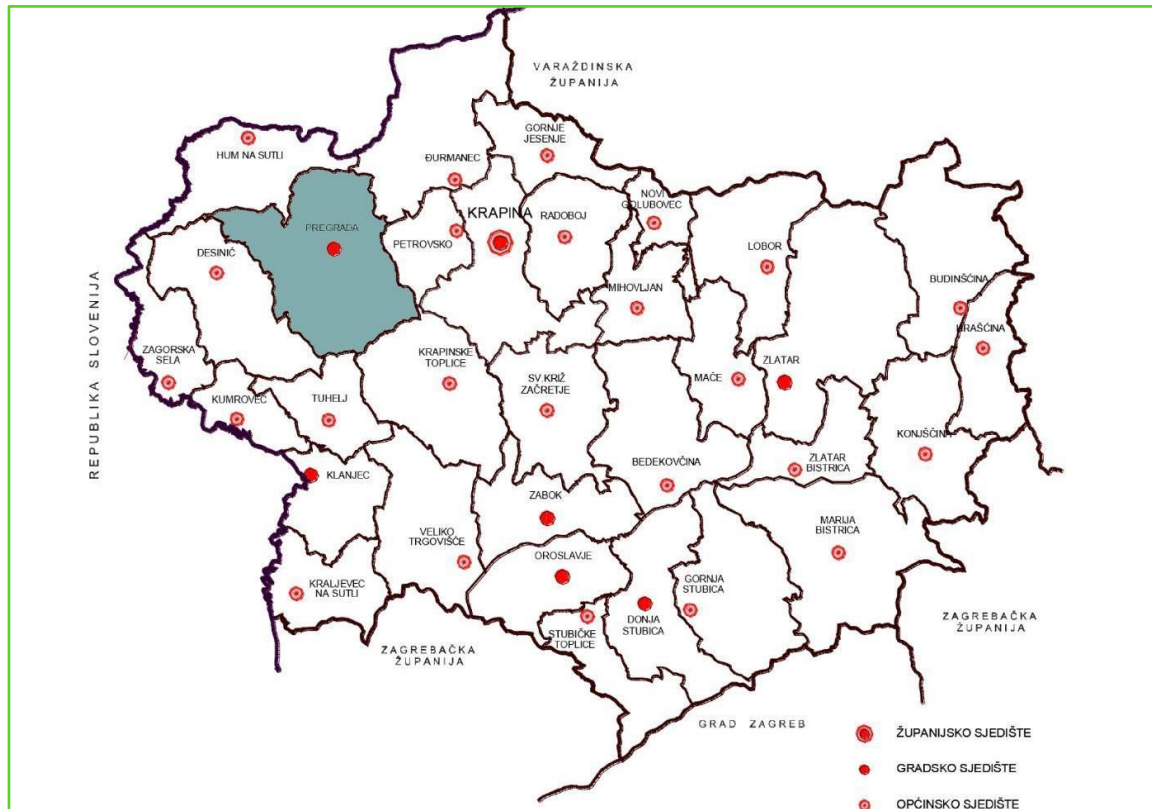 VARAŽDINSKA
ŽUPANIJA
GORNJE
JESENJE
HUM NA SUTLI
ĐURMANEC
NOVI
GOLUBOVEC
KRAPINA
RADOBOJ
PREGRADA
PETROVSKO
LOBOR
DESINIĆ
REPUBLIKA SLOVENIJA
BUDINŠĆINA
MIHOVLJAN
HRAŠĆINA
ZAGORSKA
SELA
KRAPINSKE
TOPLICE
SV.KRIŽ
ZAČRETJE
MAČE
ZLATAR
KUMROVEC
TUHELJ
KONJŠĆINA
BEDEKOVČINA
ZLATAR
BISTRICA
KLANJEC
ZABOK
MARIJA
BISTRICA
VELIKO
TRGOVIŠĆE
OROSLAVJE
GORNJA
STUBICA
KRALJEVEC
NA SUTLI
DONJA
STUBICA
STUBIČKE
TOPLICE
ZAGREBAČKA
ŽUPANIJA
ZAGREBAČKA
ŽUPANIJA
GRAD ZAGREB
ŽUPANIJSKO SJEDIŠTE
GRADSKO SJEDIŠTE
OPĆINSKO SJEDIŠTE